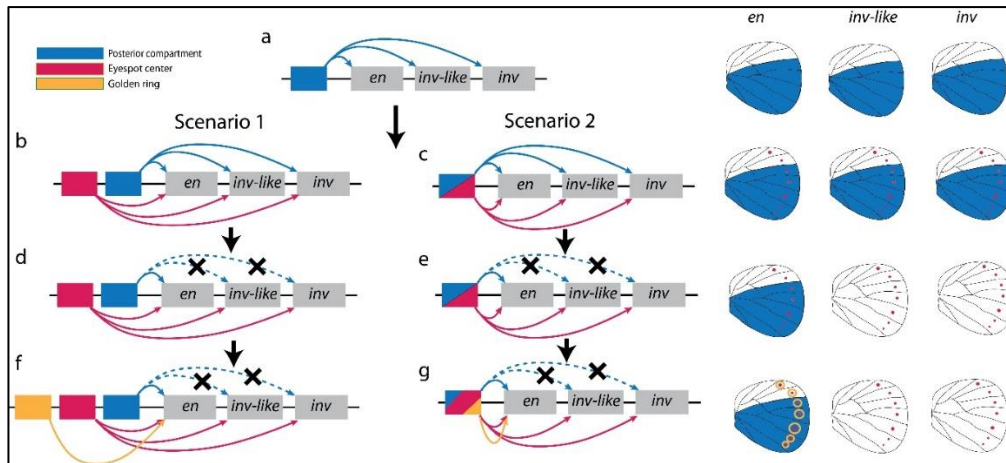 en inv-like inv
Posterior compartment
Eyespot center
Golden ring
a
en inv-like inv
Scenario 1
Scenario 2
b
en inv-like inv
c
en inv-like inv
d
en inv-like inv
e
en inv-like inv
f
en inv-like inv
g
en inv-like inv